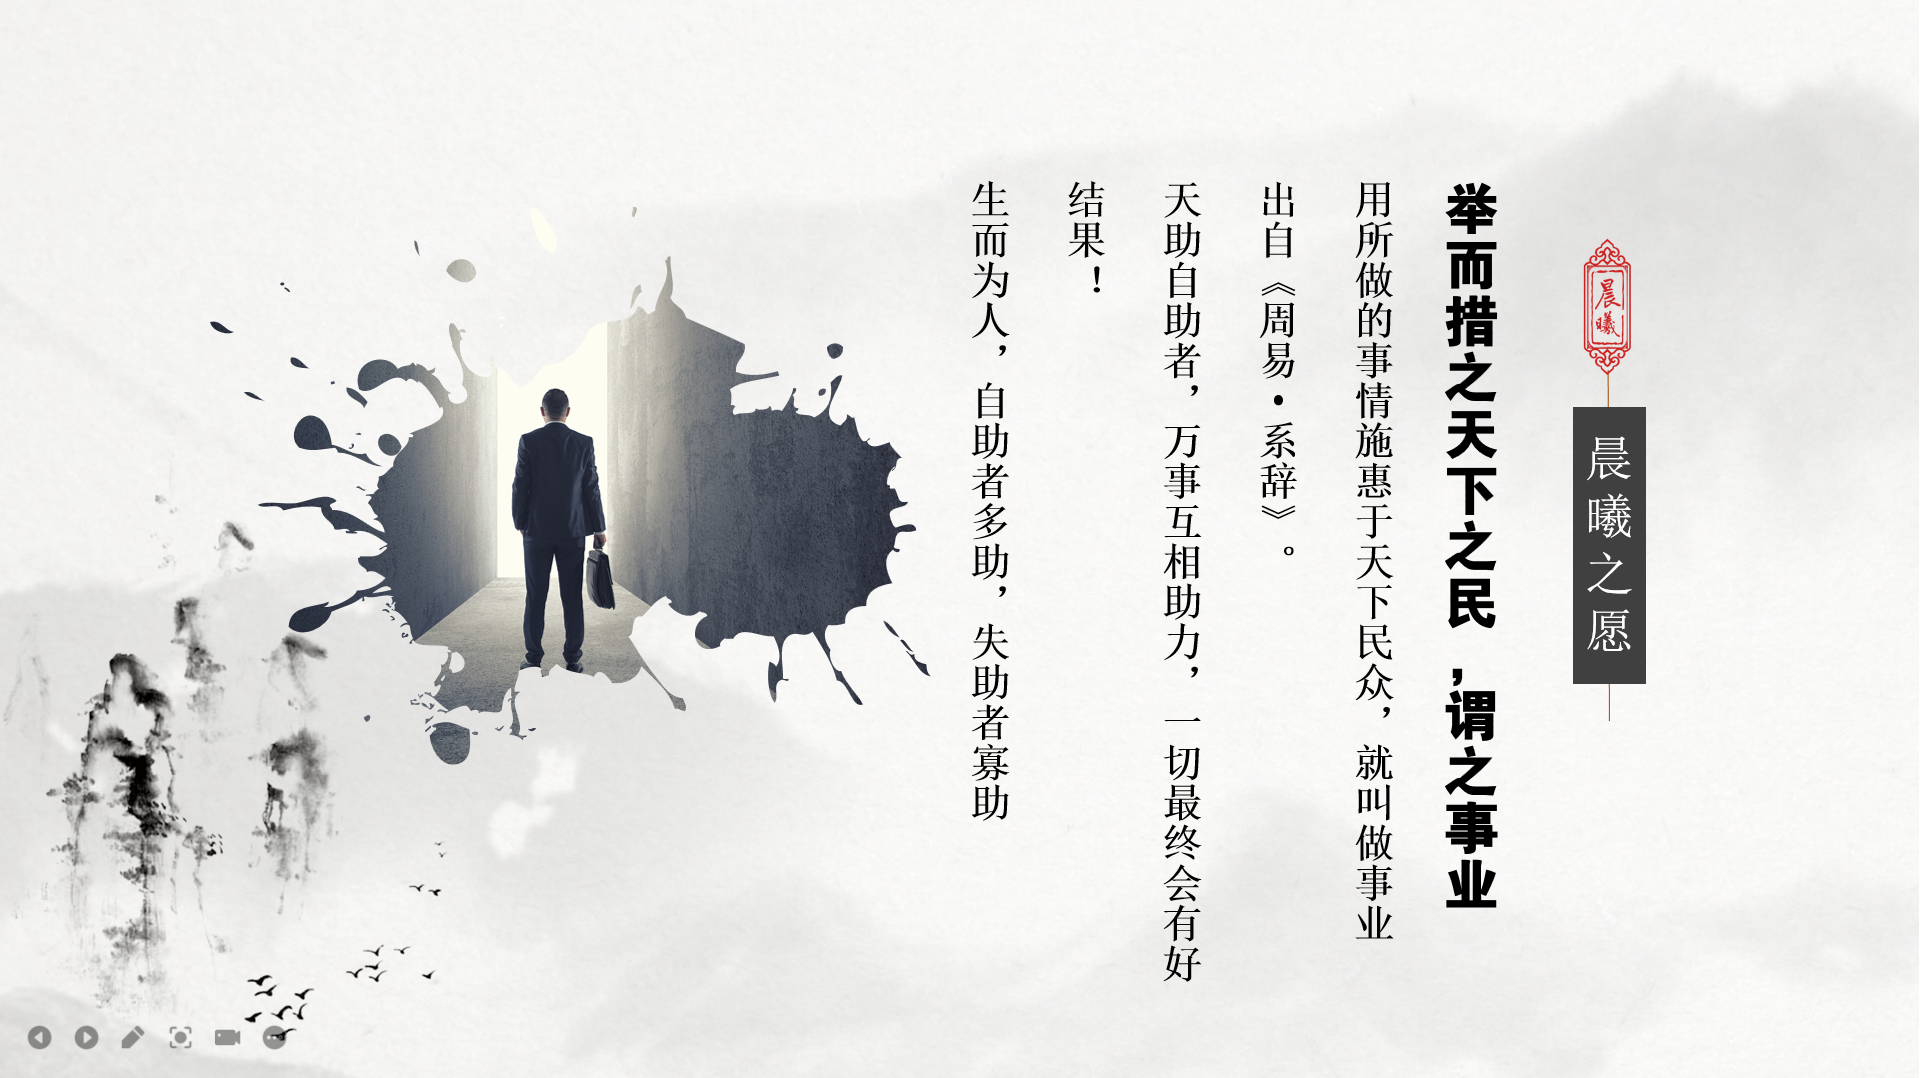 晨曦
晨曦之愿
举而措之天下之民,谓之事业
用所做的事情施惠于天下民众，就叫做事业
出自《周易·系辞》。
天助自助者，万事互相助力，一切最终会有好
结果！
生而为人，自助者多助，失助者寡助